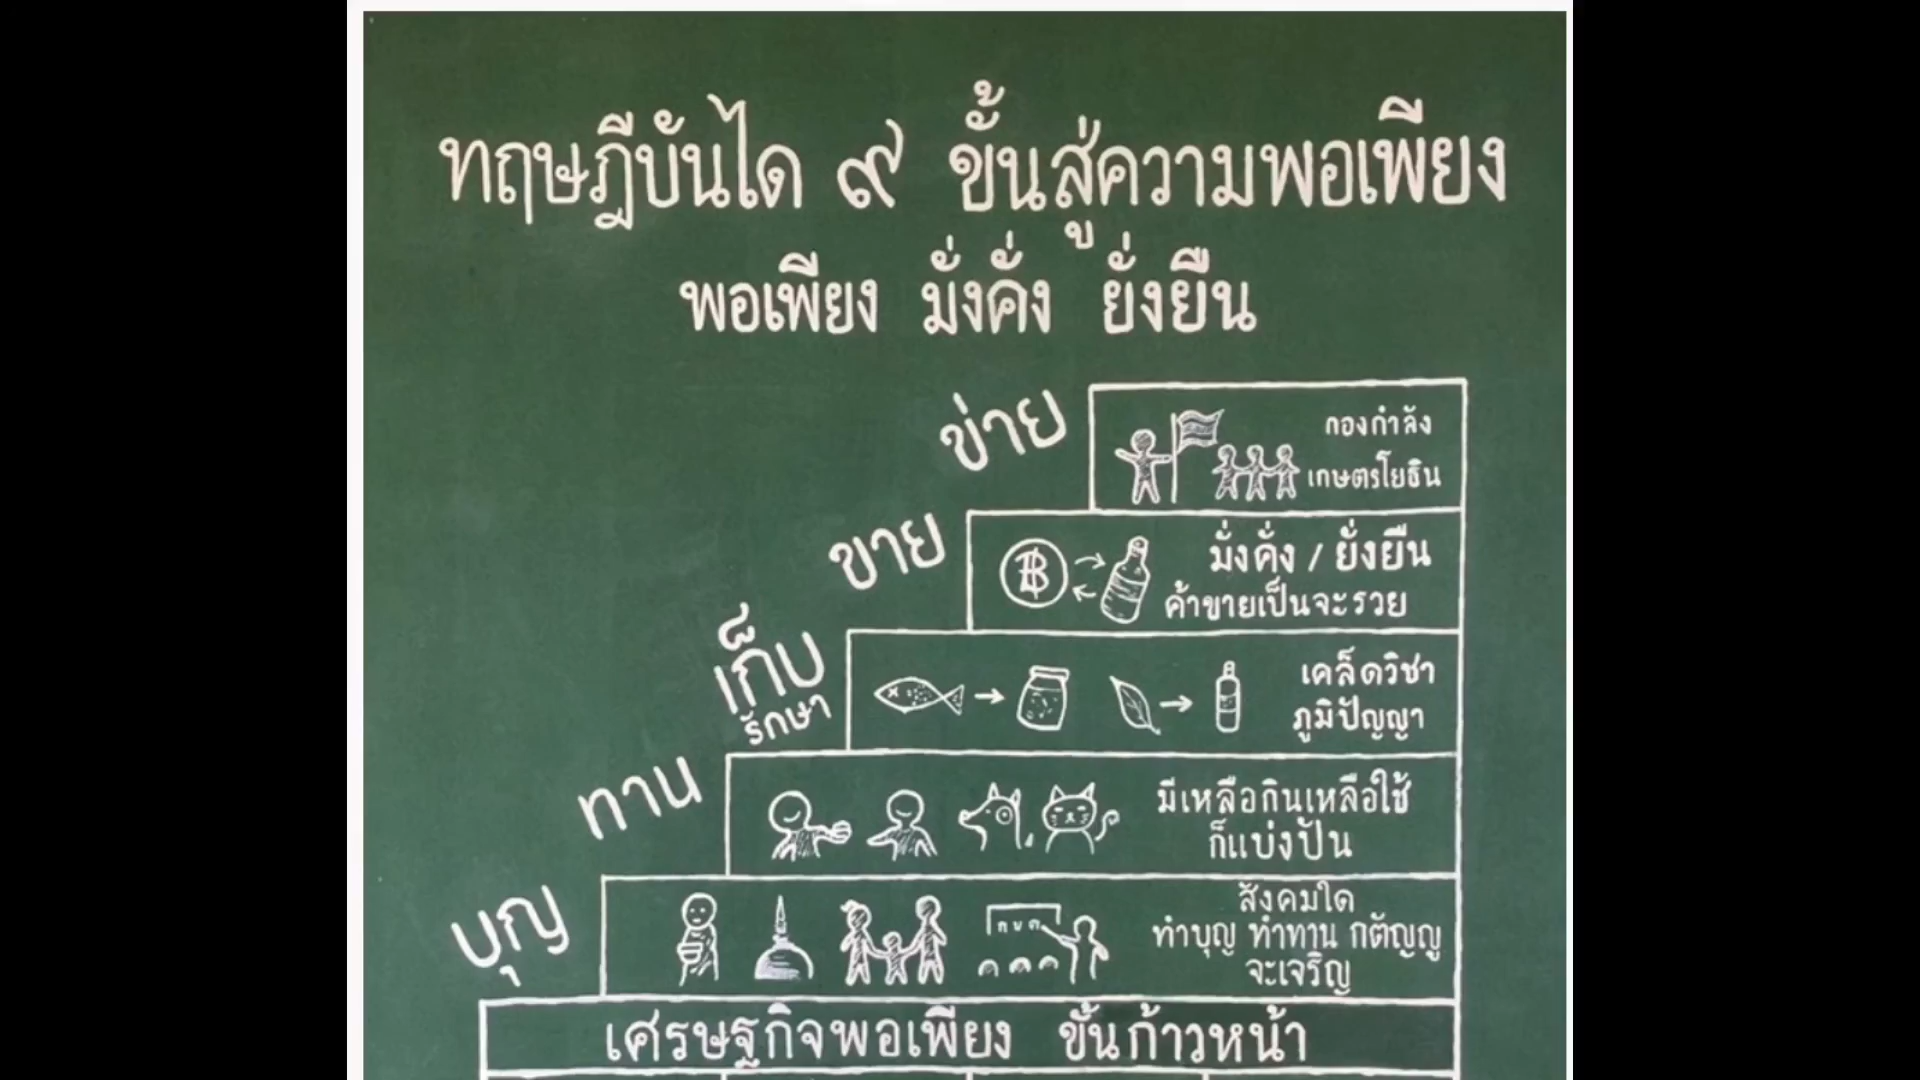 ทฤษฎีบันได ๙ ขั้นสู่ความพอเพียง
พอเพียง มั่งคั่ง ยั่งยืน
ข่าย
กองกำลัง
เกษตรโยธิน
ขาย
฿
มั่งคั่ง / ยั่งยืน
ค้าขายเป็นจะรวย
เก็บ
รักษา
เคล็ดวิชา
ภูมิปัญญา
ทาน
มีเหลือกินเหลือใช้
ก็แบ่งปัน
บุญ
กขค
สังคมใด
ทำบุญ ทำทาน กตัญญู
จะเจริญ
เศรษฐกิจพอเพียง ขั้นก้าวหน้า